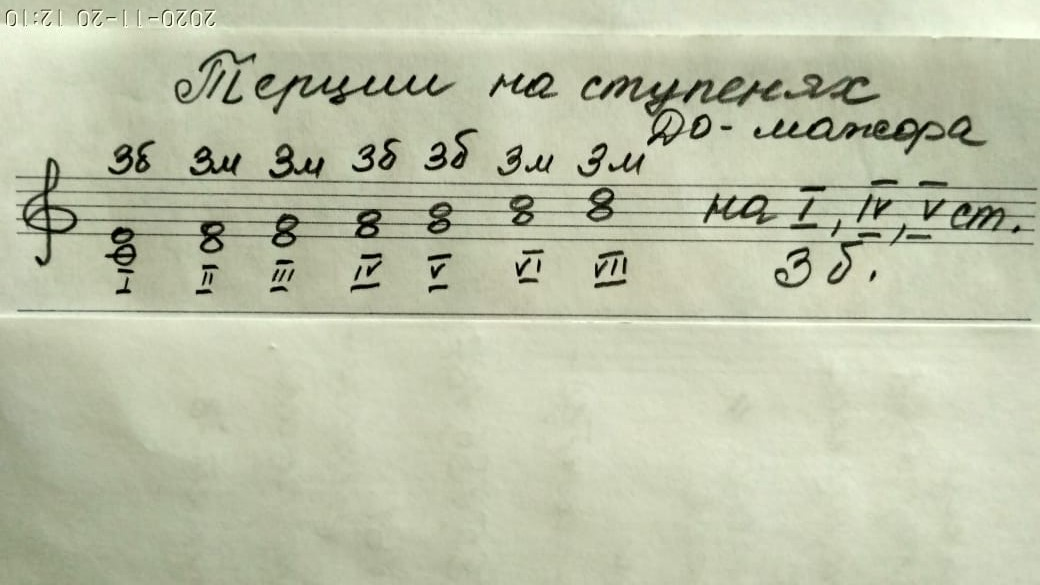 2020-11-20 12:10
Терции на ступенях
До-мажора
3б 3м 3м 3б 3б 3м 3м
I II III IV V VI VII
на I, IV, V ст.
3 б.